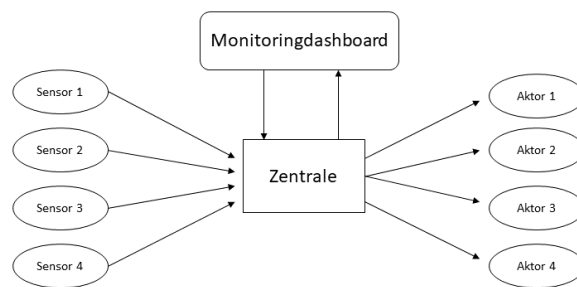 Monitoringdashboard
Sensor 1
Sensor 2
Sensor 3
Sensor 4
Zentrale
Aktor 1
Aktor 2
Aktor 3
Aktor 4